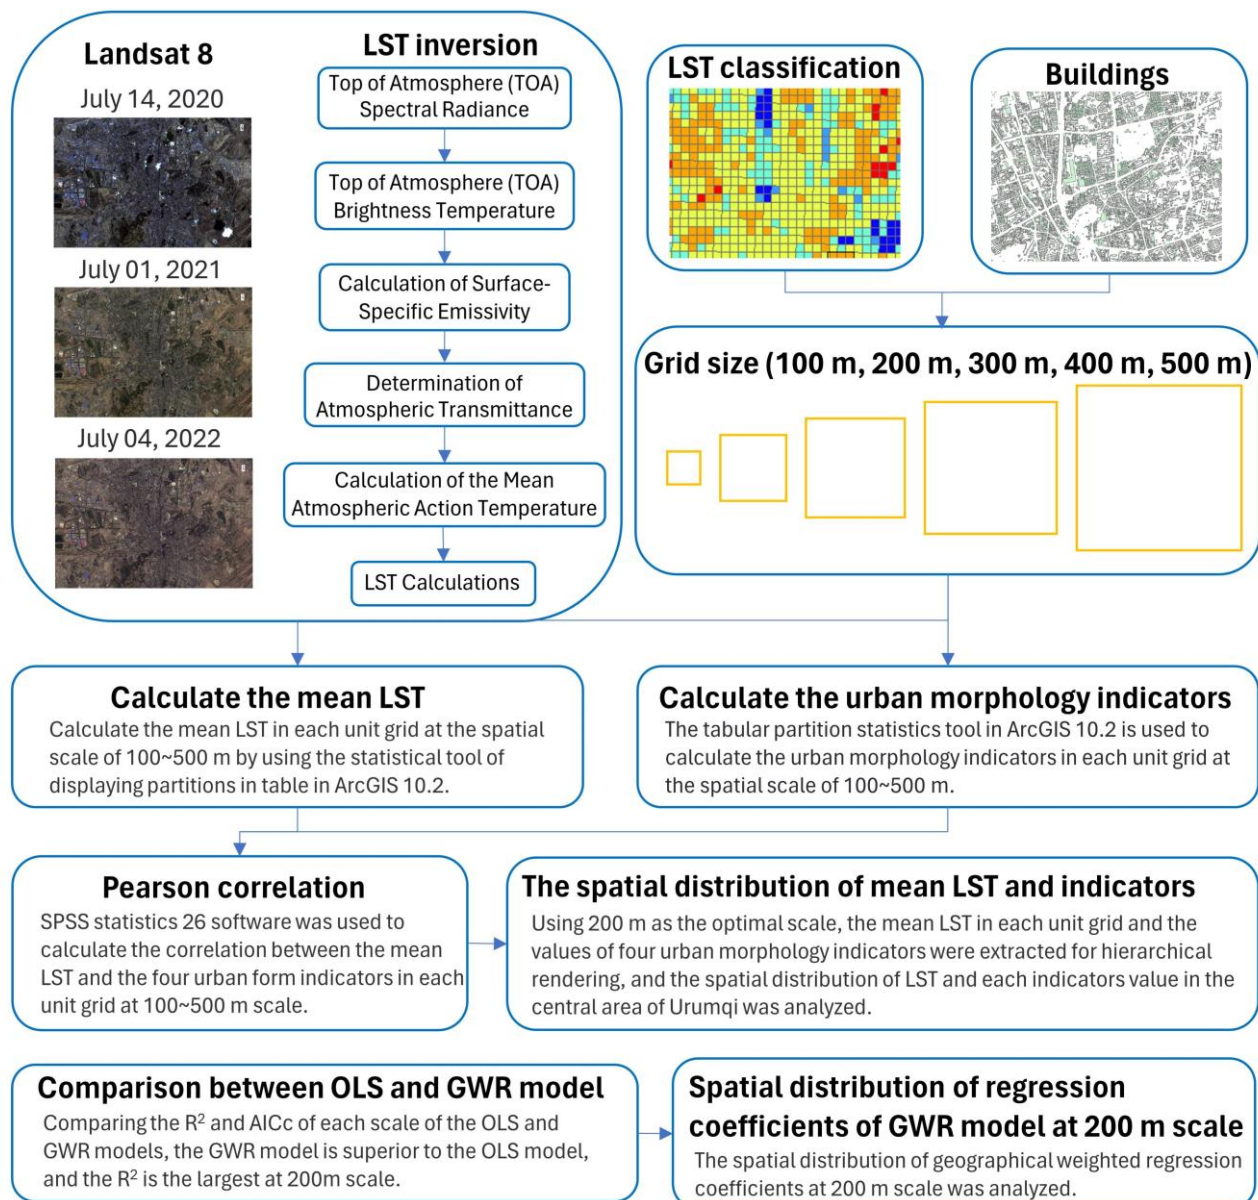 Landsat 8
July 14, 2020
July 01, 2021
July 04, 2022
LST inversion
Top of Atmosphere (TOA)
Spectral Radiance
Top of Atmosphere (TOA)
Brightness Temperature
Calculation of Surface-
Specific Emissivity
Determination of
Atmospheric Transmittance
Calculation of the Mean
Atmospheric Action Temperature
LST Calculations
LST classification
Buildings
Grid size (100 m, 200 m, 300 m, 400 m, 500 m)
Calculate the mean LST
Calculate the mean LST in each unit grid at the spatial
scale of 100~500 m by using the statistical tool of
displaying partitions in table in ArcGIS 10.2.
Calculate the urban morphology indicators
The tabular partition statistics tool in ArcGIS 10.2 is used to
calculate the urban morphology indicators in each unit grid at
the spatial scale of 100~500 m.
Pearson correlation
SPSS statistics 26 software was used to
calculate the correlation between the mean
LST and the four urban form indicators in each
unit grid at 100~500 m scale.
The spatial distribution of mean LST and indicators
Using 200 m as the optimal scale, the mean LST in each unit grid and the
values of four urban morphology indicators were extracted for hierarchical
rendering, and the spatial distribution of LST and each indicators value in the
central area of Urumqi was analyzed.
Comparison between OLS and GWR model
Comparing the R² and AICc of each scale of the OLS and
GWR models, the GWR model is superior to the OLS model,
and the R² is the largest at 200m scale.
Spatial distribution of regression
coefficients of GWR model at 200 m scale
The spatial distribution of geographical weighted regression
coefficients at 200 m scale was analyzed.